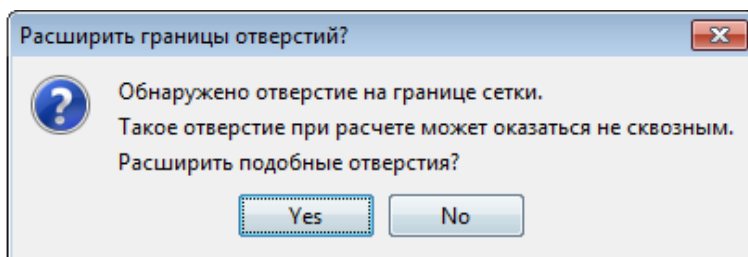 Расширить границы отверстий?
Обнаружено отверстие на границе сетки.
Такое отверстие при расчете может оказаться не сквозным.
Расширить подобные отверстия?
Yes No